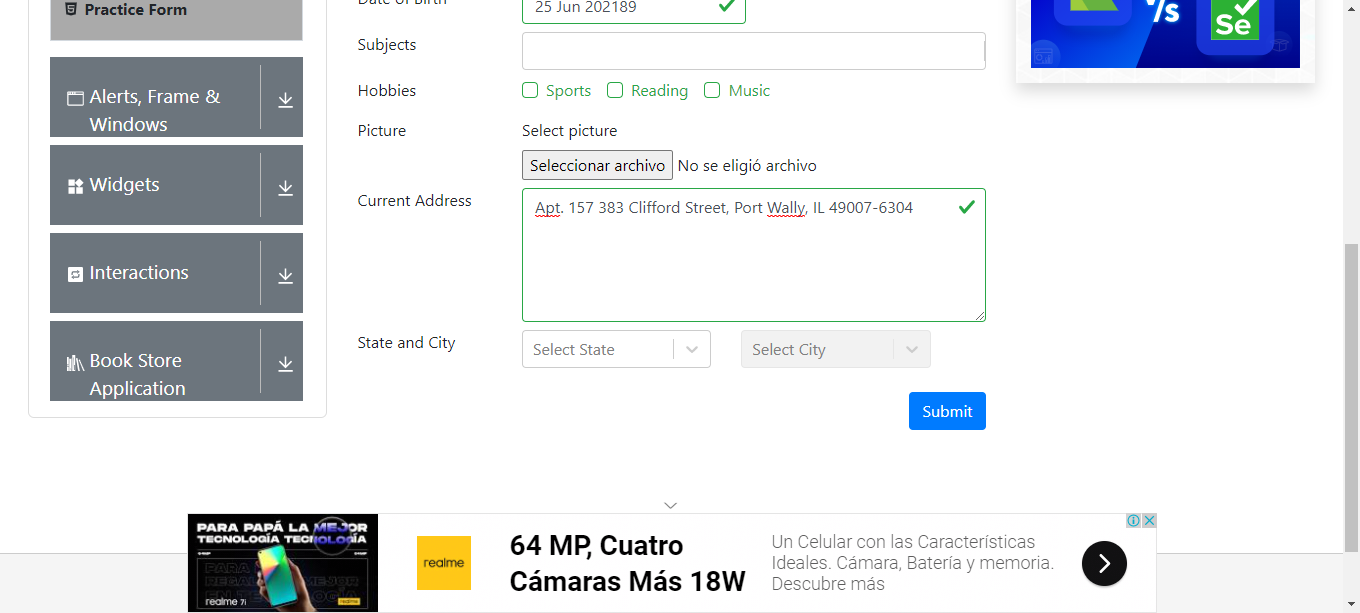 Practice Form
Alerts, Frame &
Windows
Widgets
Interactions
Book Store
Application
Date of Birth
25 Jun 202189
Subjects
Hobbies
Sports
Reading
Music
Picture
Select picture
Seleccionar archivo No se eligió archivo
Current Address
Apt. 157 383 Clifford Street, Port Wally, IL 49007-6304
State and City
Select State
Select City
Submit
V/s
Se
PARA PAPÁ LA MEJOR
TECNOLOGÍA TECNOLOGÍA
realme 7i
realme
realme
64 MP, Cuatro
Cámaras Más 18W
Un Celular con las Características
Ideales. Cámara, Batería y memoria.
Descubre más